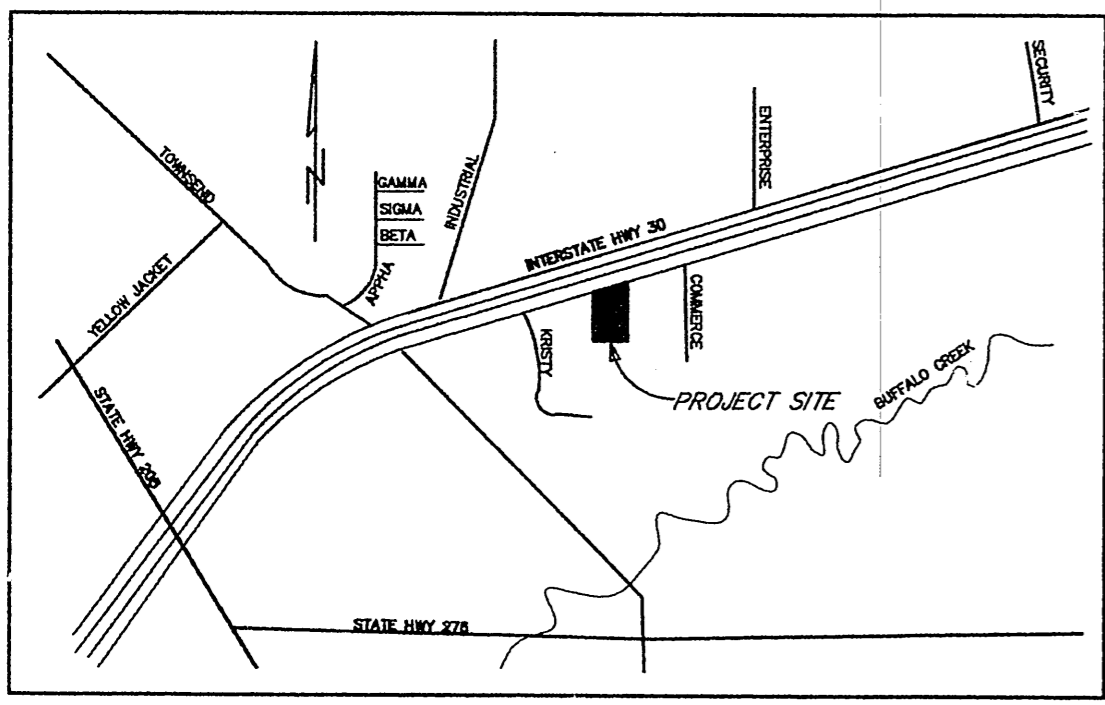 SECURITY
ENTERPRISE
TOWNSEND
INDUSTRIAL
GAMMA
SIGMA
BETA
APPHA
INTERSTATE HWY 30
YELLOW JACKET
COMMERCE
KRISTY
STATE HWY 205
PROJECT SITE
BUFFALO CREEK
STATE HWY 276